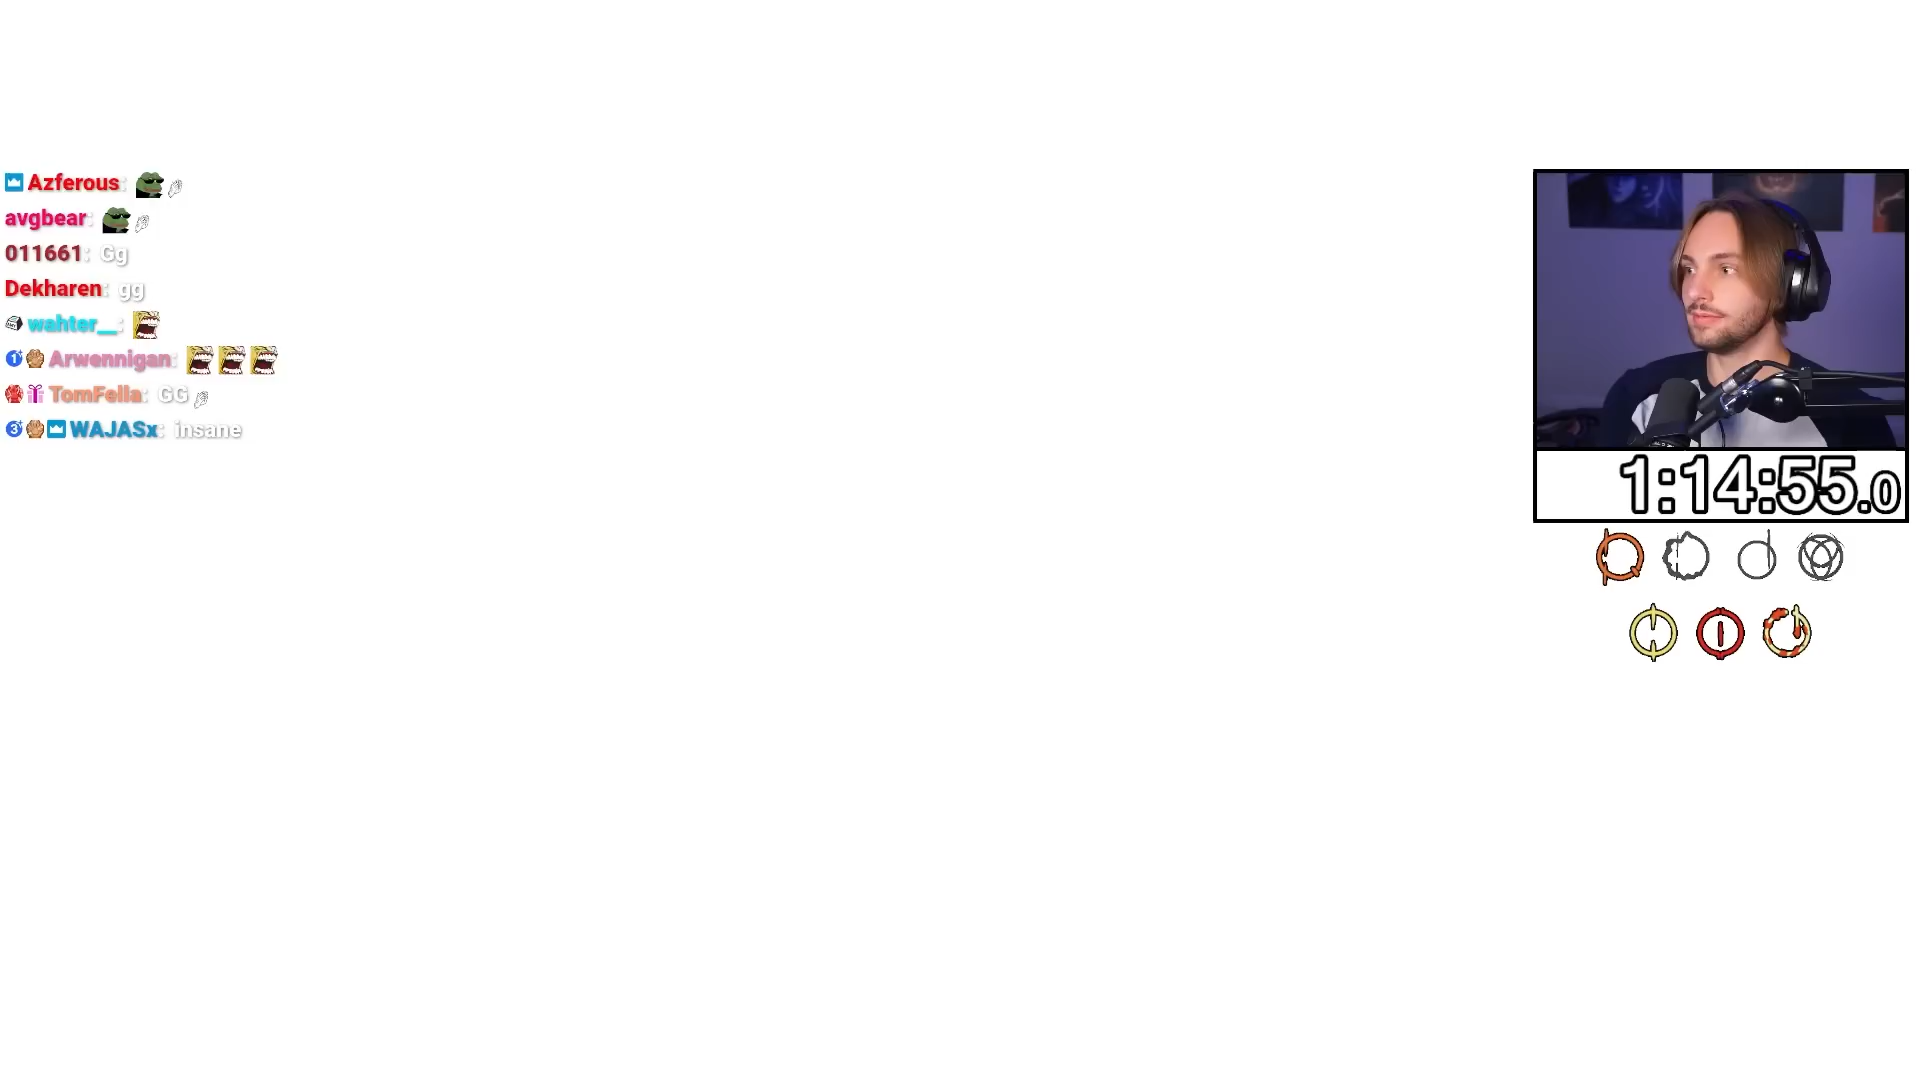 Azferous:
avgbear:
011661: Gg
Dekharen: gg
wahter__:
Arwennigan:
TomFella: GG
WAJASx: insane
1:14:55.0